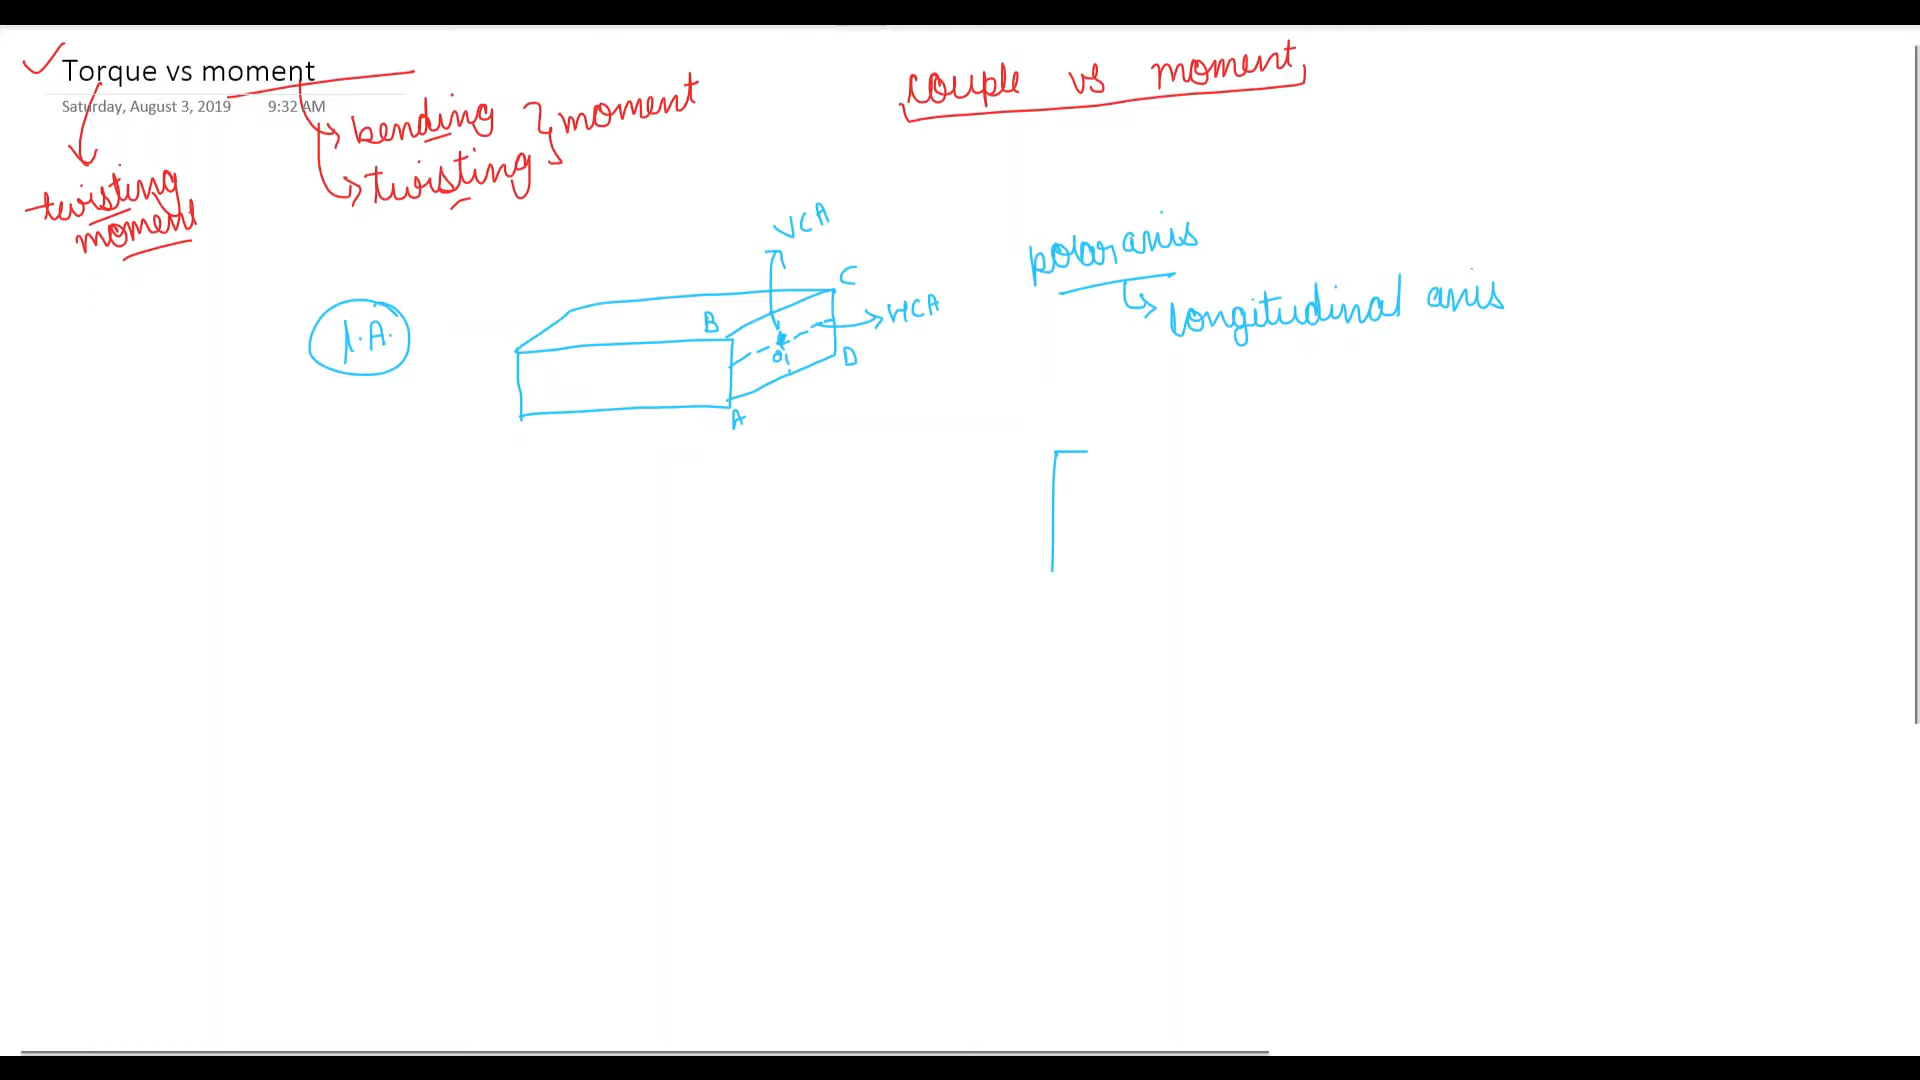 Torque vs moment
Saturday, August 3, 2019 9:32 AM
couple vs moment
bending } moment
twisting
twisting
moment
VCA
polar axis
longitudinal axis
C
B
HCA
D
A